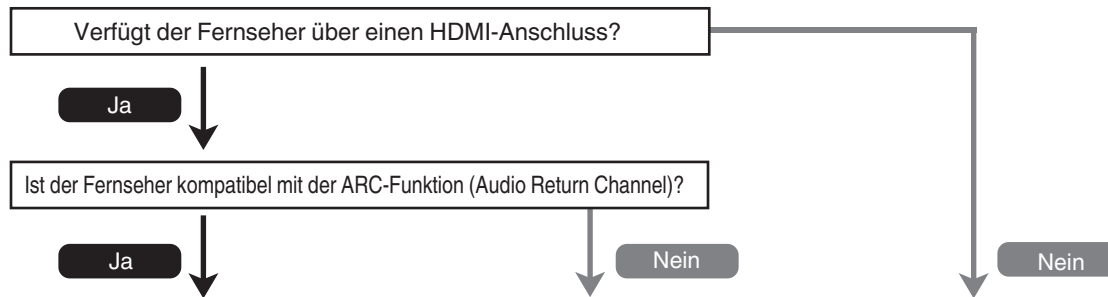 Verfügt der Fernseher über einen HDMI-Anschluss?
Ja
Ist der Fernseher kompatibel mit der ARC-Funktion (Audio Return Channel)?
Ja
Nein
Nein